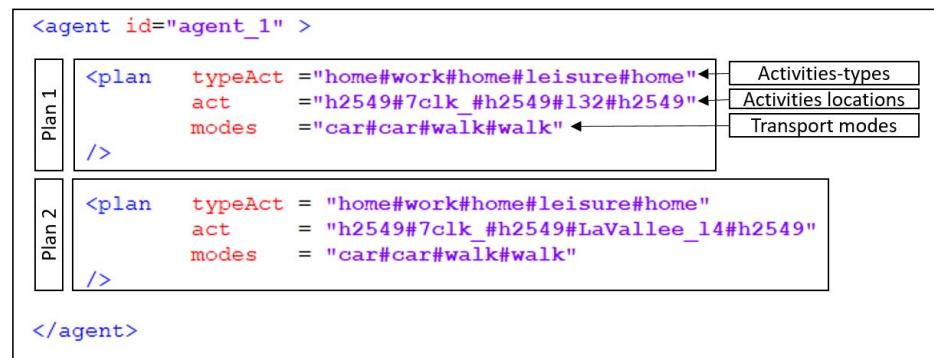 <agent id="agent_1" >
Plan 1
<plan typeAct ="home#work#home#leisure#home"
Activities-types
act ="h2549#7clk_#h2549#l32#h2549"
Activities locations
modes ="car#car#walk#walk"
Transport modes
/>
Plan 2
<plan typeAct = "home#work#home#leisure#home"
act = "h2549#7clk_#h2549#LaVallee_l4#h2549"
modes = "car#car#walk#walk"
/>
</agent>